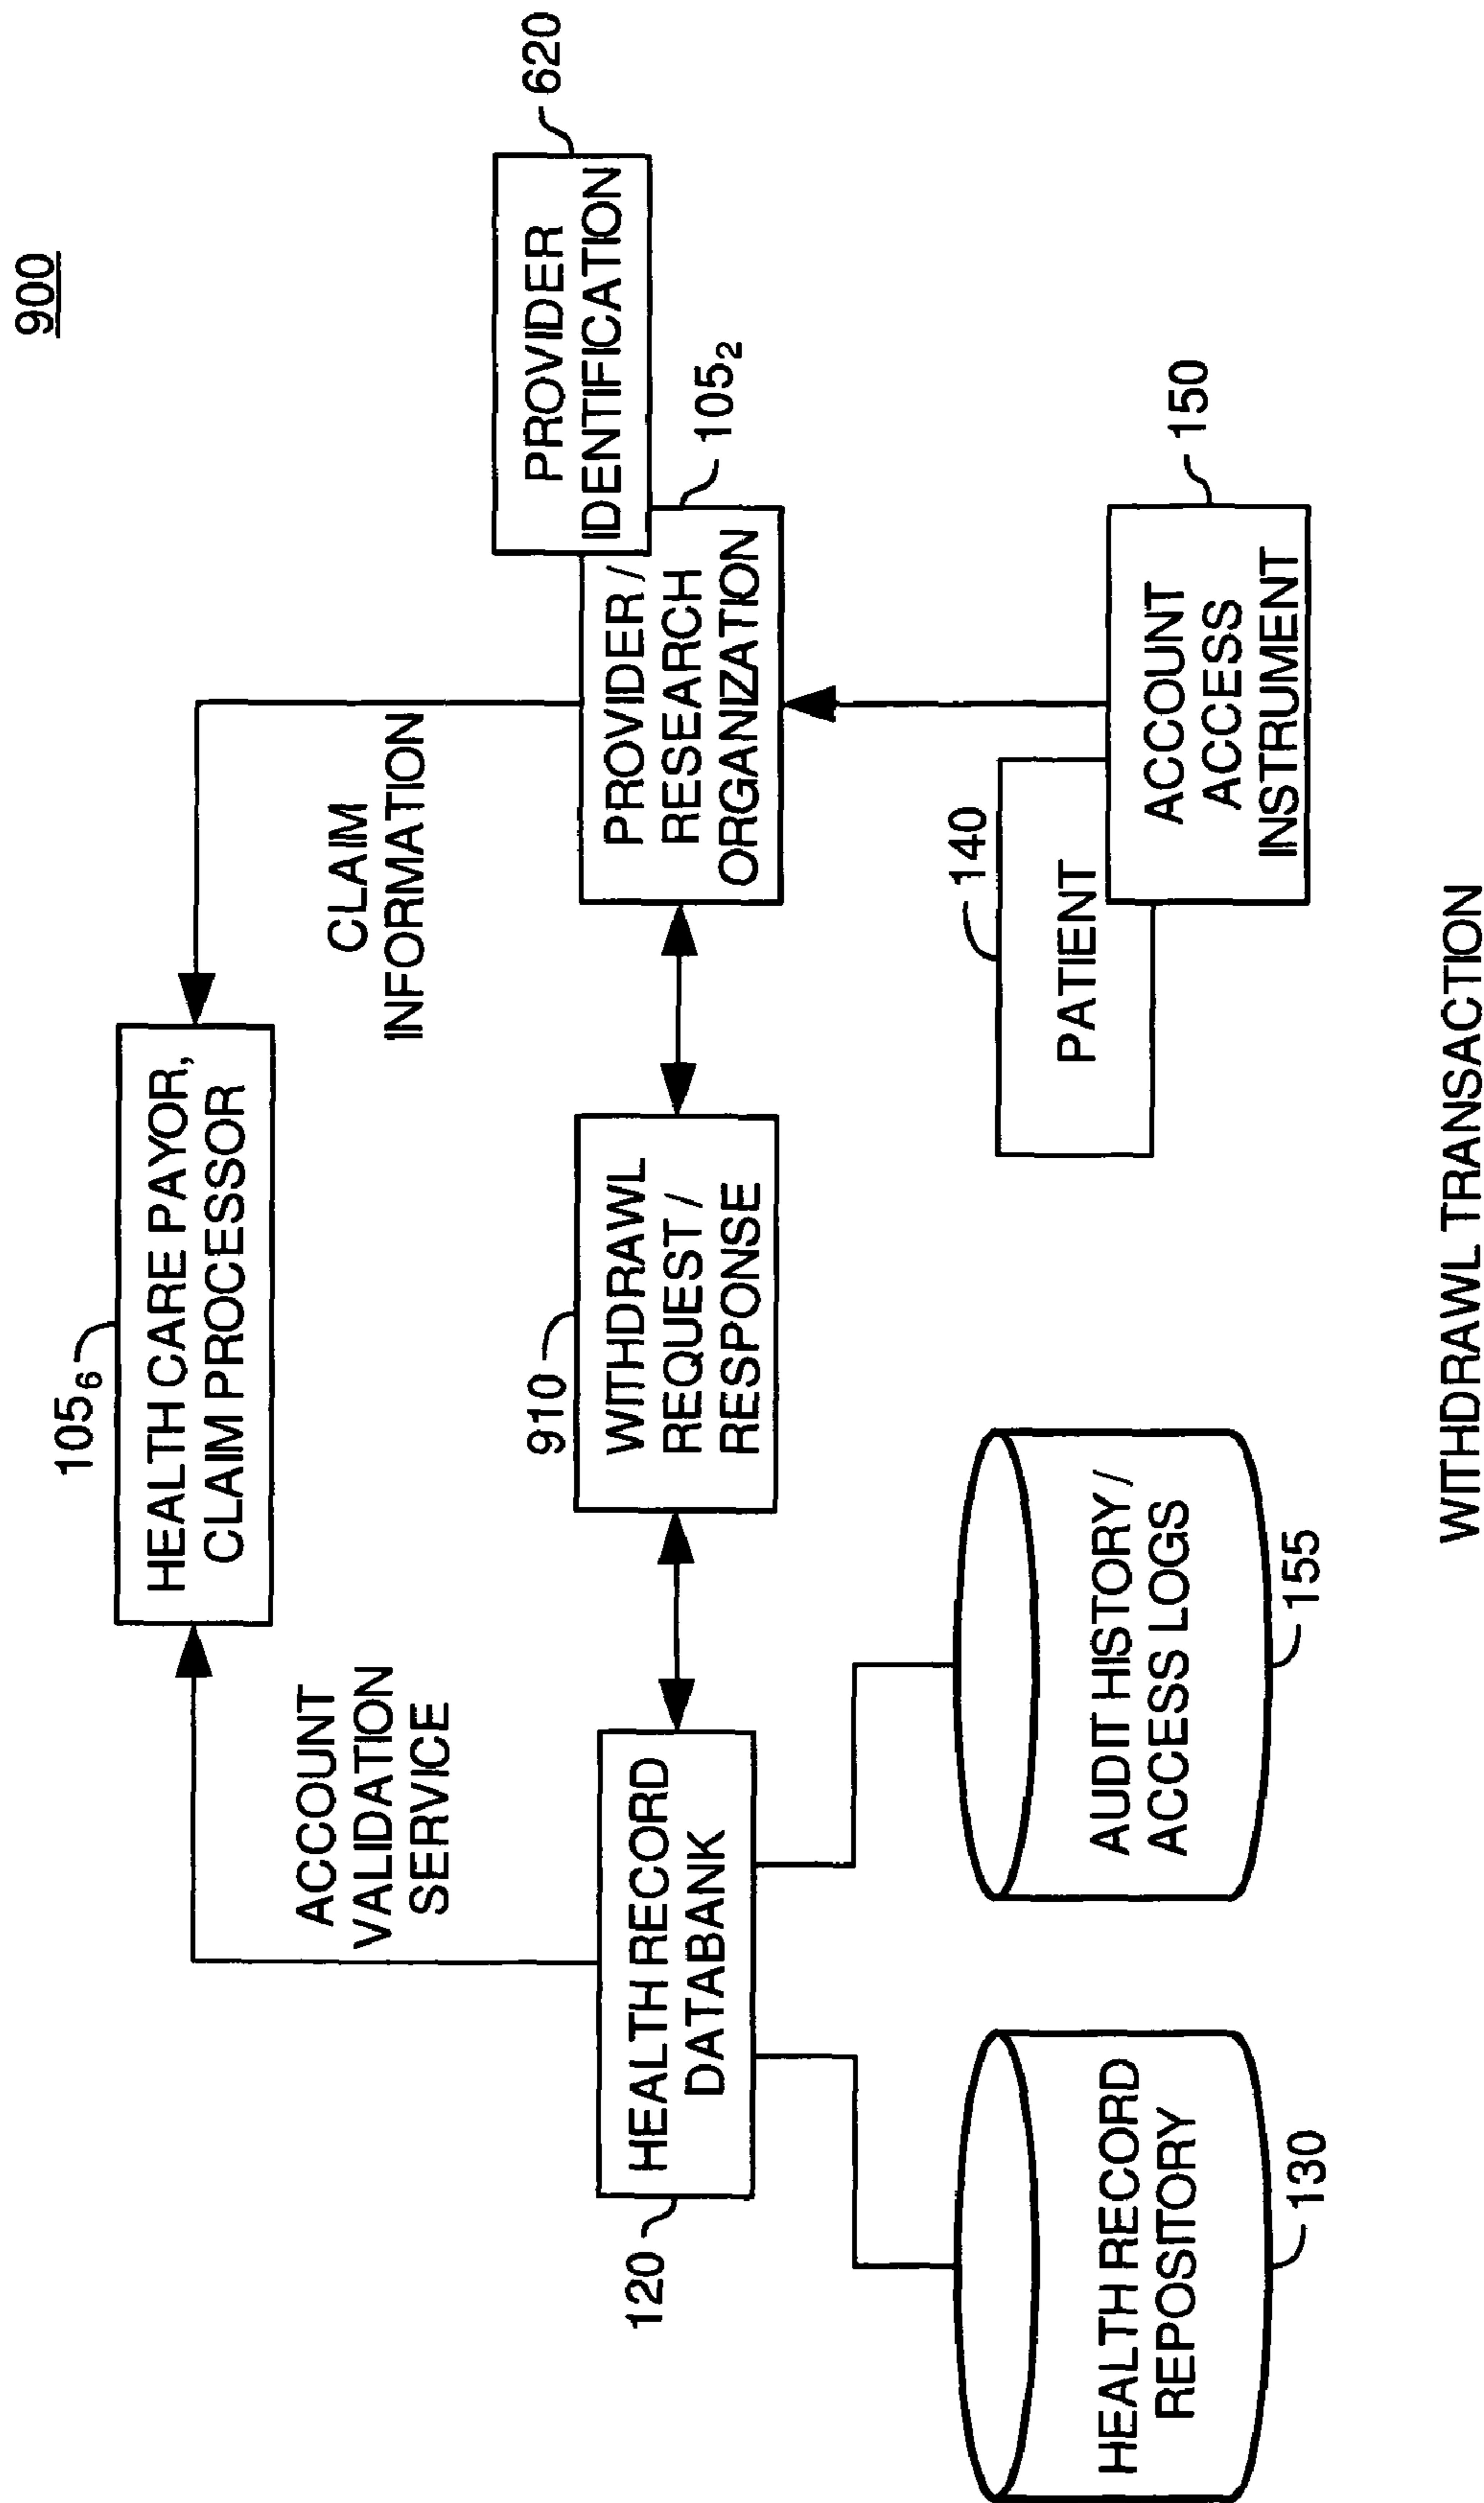 900
105₆
HEALTH CARE PAYOR,
CLAIM PROCESSOR
ACCOUNT
VALIDATION
SERVICE
CLAIM
INFORMATION
PROVIDER
IDENTIFICATION
620
120
HEALTH RECORD
DATABANK
910
WITHDRAWL
REQUEST /
RESPONSE
PROVIDER /
RESEARCH
ORGANIZATION
105₂
HEALTH RECORD
REPOSITORY
130
AUDIT HISTORY /
ACCESS LOGS
155
140
PATIENT
ACCOUNT
ACCESS
INSTRUMENT
150
WITHDRAWL TRANSACTION